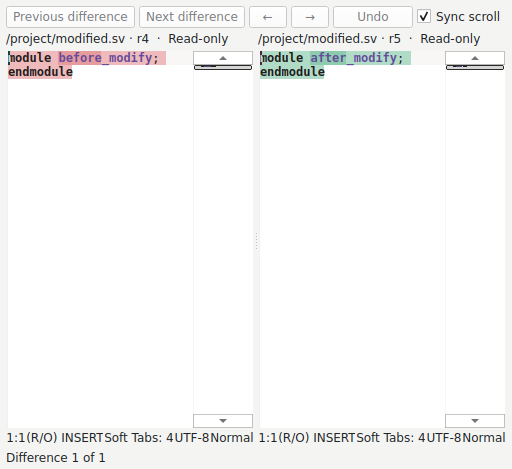 Previous difference Next difference ← → Undo ✓ Sync scroll
/project/modified.sv · r4 · Read-only /project/modified.sv · r5 · Read-only
module before_modify; module after_modify;
endmodule endmodule
1:1(R/O) INSERTSoft Tabs: 4UTF-8Normal 1:1(R/O) INSERTSoft Tabs: 4UTF-8Normal
Difference 1 of 1